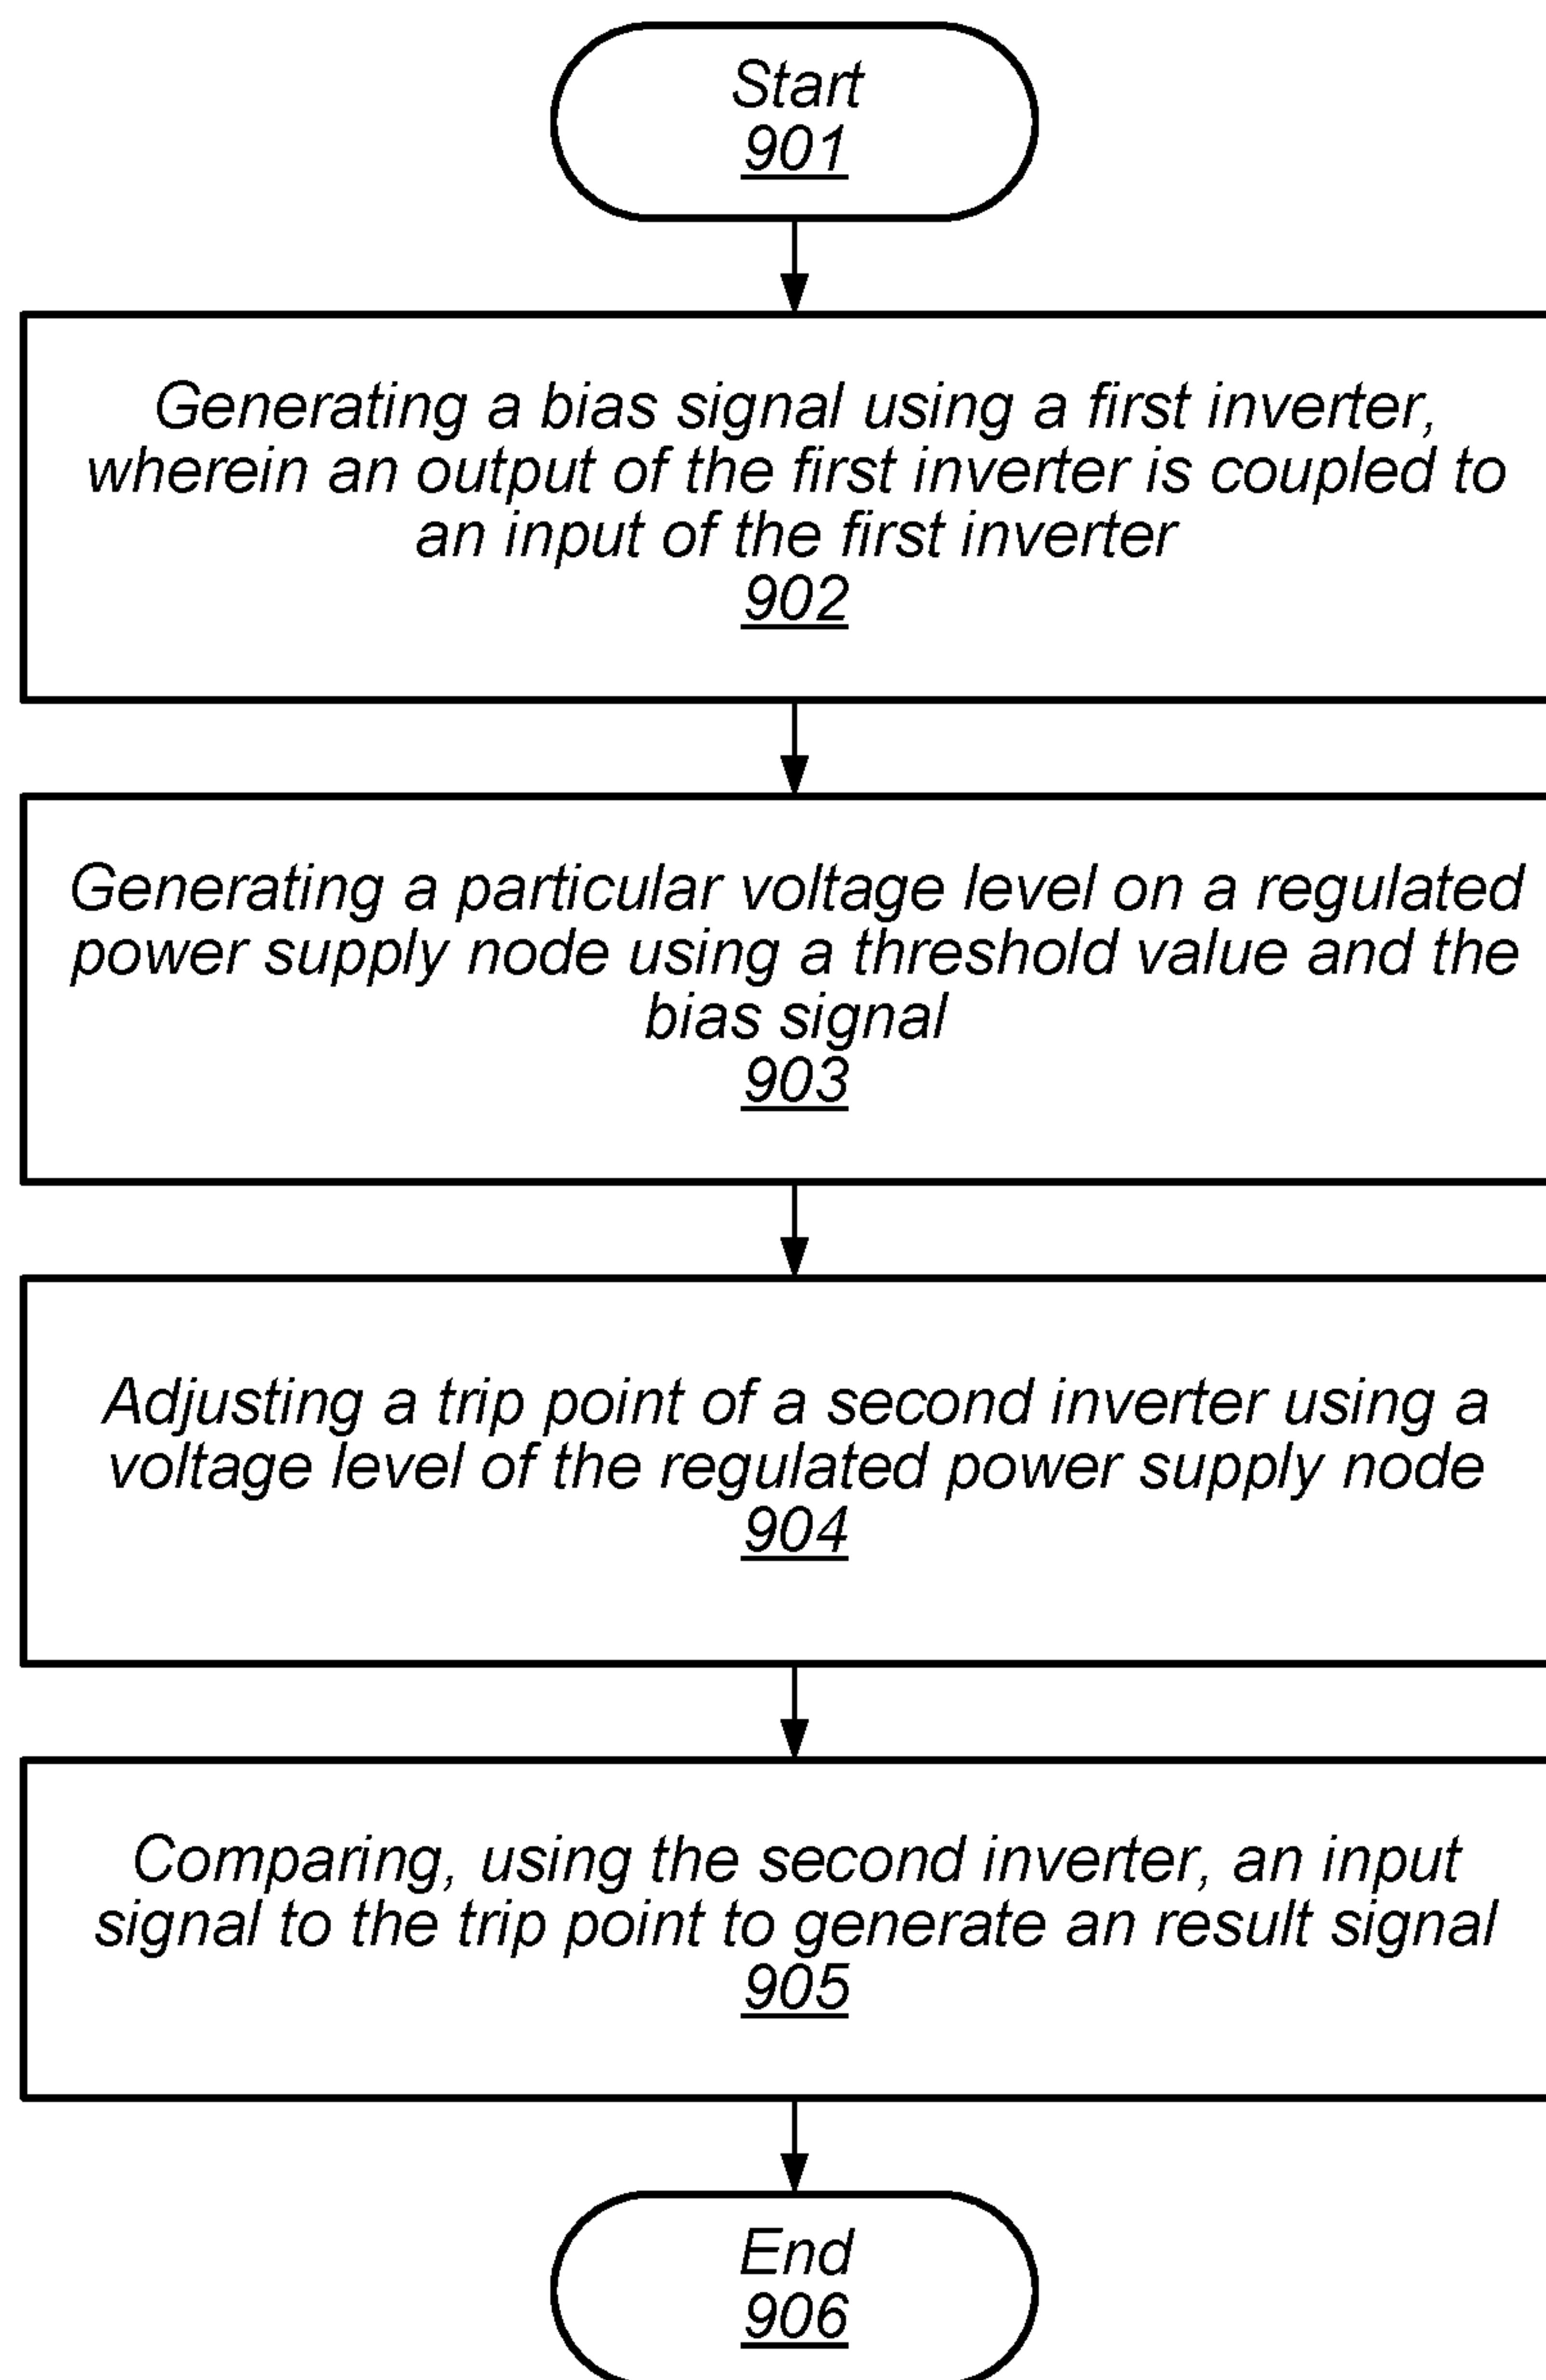 Start
901
Generating a bias signal using a first inverter,
wherein an output of the first inverter is coupled to
an input of the first inverter
902
Generating a particular voltage level on a regulated
power supply node using a threshold value and the
bias signal
903
Adjusting a trip point of a second inverter using a
voltage level of the regulated power supply node
904
Comparing, using the second inverter, an input
signal to the trip point to generate an result signal
905
End
906